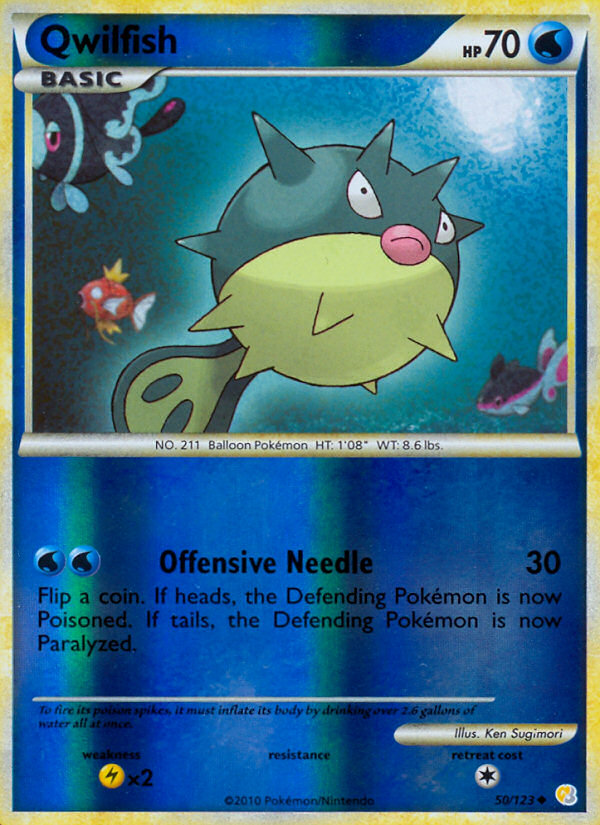 Qwilfish
HP 70
BASIC
NO. 211 Balloon Pokémon HT: 1'08" WT: 8.6 lbs.
Offensive Needle 30
Flip a coin. If heads, the Defending Pokémon is now
Poisoned. If tails, the Defending Pokémon is now
Paralyzed.
To fire its poison spikes, it must inflate its body by drinking over 2.6 gallons of
water all at once.
Illus. Ken Sugimori
weakness resistance retreat cost
×2
©2010 Pokémon/Nintendo 50/123